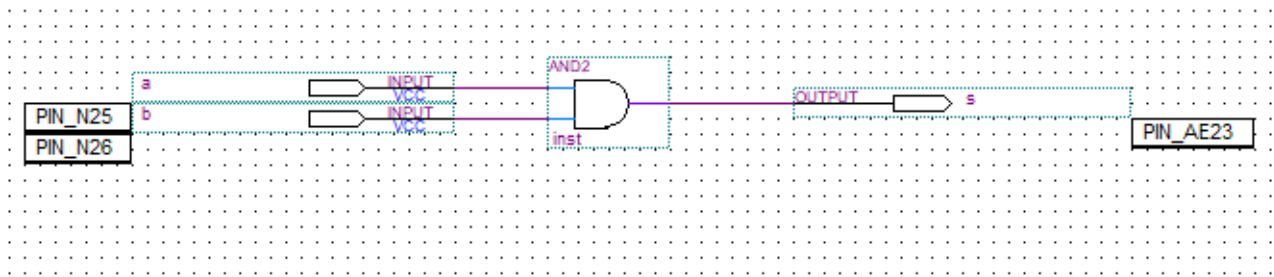 AND2
a
INPUT
VCC
b
INPUT
VCC
PIN_N25
PIN_N26
inst
OUTPUT
s
PIN_AE23